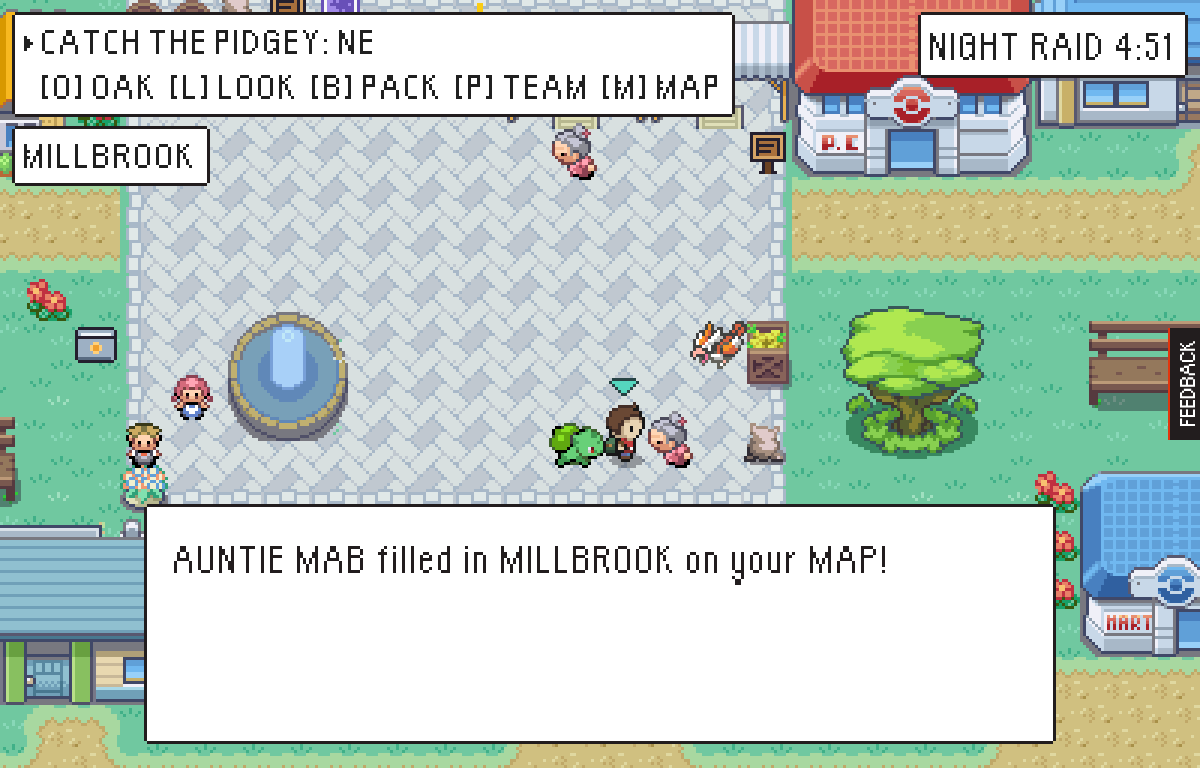 ▸CATCH THE PIDGEY: NE
[O]OAK [L]LOOK [B]PACK [P]TEAM [M]MAP
NIGHT RAID 4:51
MILLBROOK
P.C
FEEDBACK
AUNTIE MAB filled in MILLBROOK on your MAP!
MART